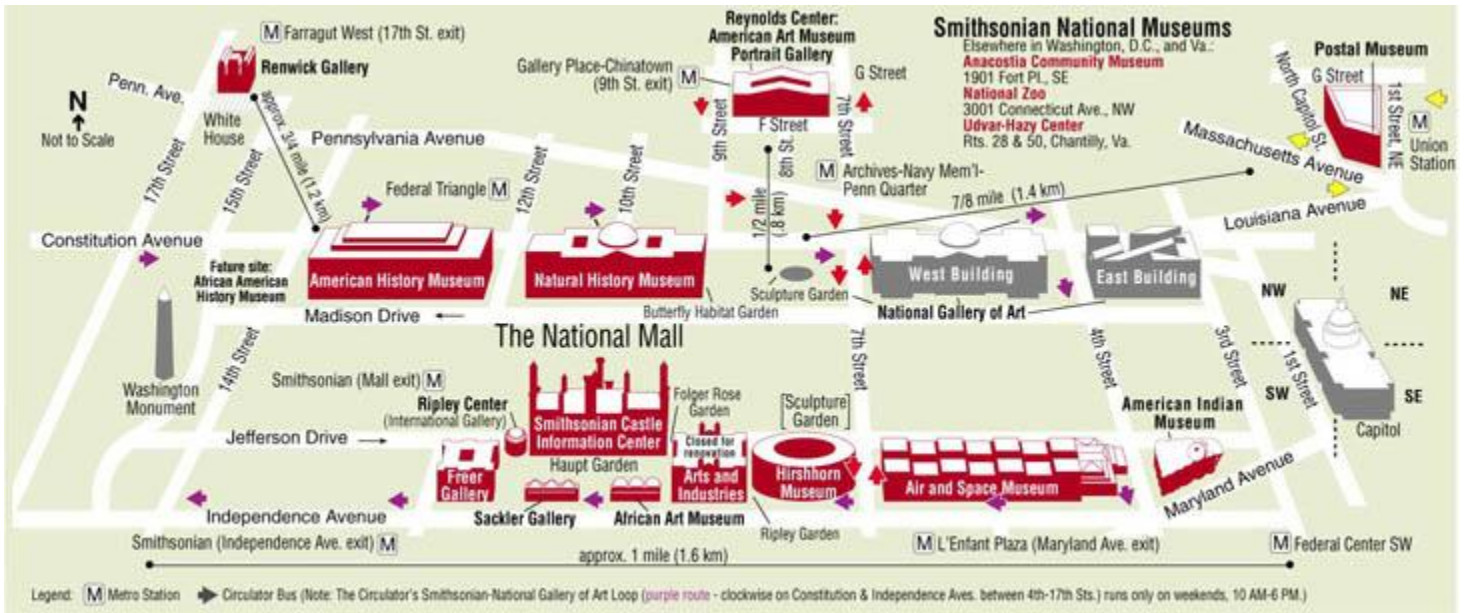 M Farragut West (17th St. exit)
Renwick Gallery
Penn. Ave.
N
Not to Scale
White
House
approx. 3/4 mile (1.2 km)
17th Street
15th Street
Pennsylvania Avenue
Reynolds Center:
American Art Museum
Portrait Gallery
Gallery Place-Chinatown
(9th St. exit)
M
G Street
F Street
9th Street
8th St.
7th Street
1/2 mile
(.8 km)
M Archives-Navy Mem'l-
Penn Quarter
Smithsonian National Museums
Elsewhere in Washington, D.C., and Va.:
Anacostia Community Museum
1901 Fort Pl., SE
National Zoo
3001 Connecticut Ave., NW
Udvar-Hazy Center
Rts. 28 & 50, Chantilly, Va.
Postal Museum
G Street
North Capitol St.
1st Street, NE
M
Union
Station
Massachusetts Avenue
Louisiana Avenue
7/8 mile (1.4 km)
Federal Triangle M
12th Street
10th Street
Constitution Avenue
Future site:
African American
History Museum
American History Museum
Natural History Museum
Butterfly Habitat Garden
Sculpture Garden
West Building
East Building
National Gallery of Art
NW
NE
SW
SE
Capitol
Madison Drive
The National Mall
Washington
Monument
14th Street
7th Street
4th Street
3rd Street
1st Street
Smithsonian (Mall exit) M
Ripley Center
(International Gallery)
Smithsonian Castle
Information Center
Folger Rose
Garden
[Sculpture
Garden]
American Indian
Museum
Jefferson Drive
Freer
Gallery
Haupt Garden
Closed for
renovation
Arts and
Industries
Hirshhorn
Museum
Air and Space Museum
Maryland Avenue
Independence Avenue
Sackler Gallery
African Art Museum
Ripley Garden
Smithsonian (Independence Ave. exit) M
M L'Enfant Plaza (Maryland Ave. exit)
M Federal Center SW
approx. 1 mile (1.6 km)
Legend: M Metro Station Circulator Bus (Note: The Circulator's Smithsonian-National Gallery of Art Loop (purple route - clockwise on Constitution & Independence Aves. between 4th-17th Sts.) runs only on weekends, 10 AM-6 PM.)